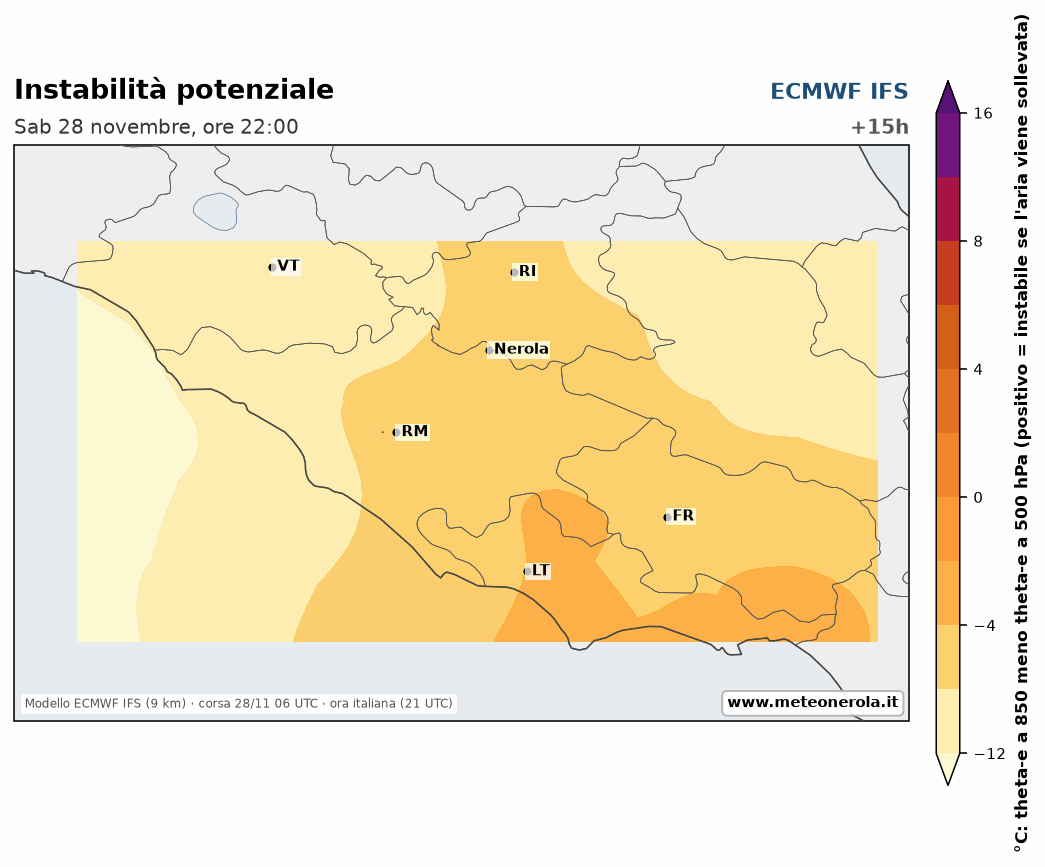 Instabilità potenziale
ECMWF IFS
Sab 28 novembre, ore 22:00
+15h
VT
RI
Nerola
RM
FR
LT
Modello ECMWF IFS (9 km) · corsa 28/11 06 UTC · ora italiana (21 UTC)
www.meteonerola.it
16
8
4
0
−4
−12
°C: theta-e a 850 meno theta-e a 500 hPa (positivo = instabile se l'aria viene sollevata)